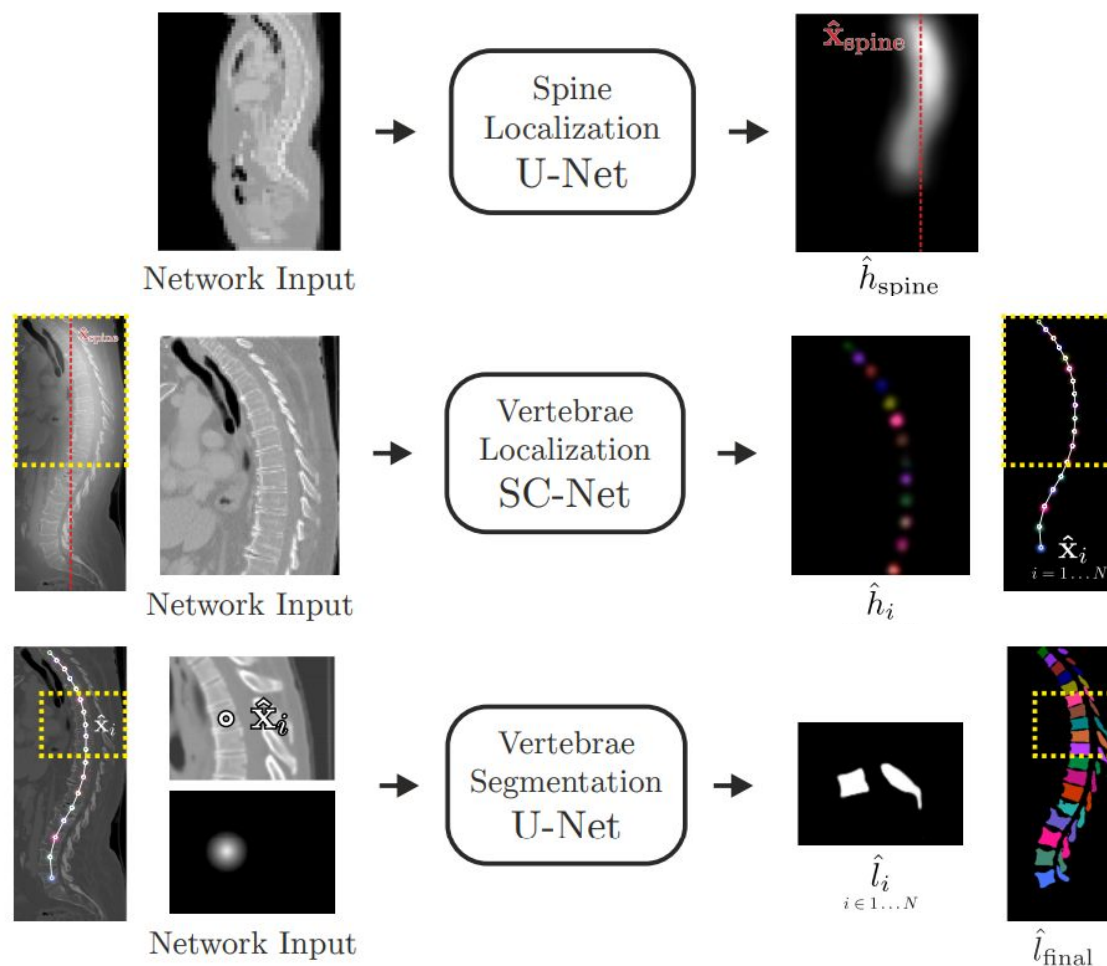 x̂spine
Spine
Localization
U-Net
Network Input
ĥspine
x̂spine
Vertebrae
Localization
SC-Net
x̂i
i = 1 … N
Network Input
ĥi
x̂i
x̂i
Vertebrae
Segmentation
U-Net
l̂i
i ∈ 1 … N
Network Input
l̂final